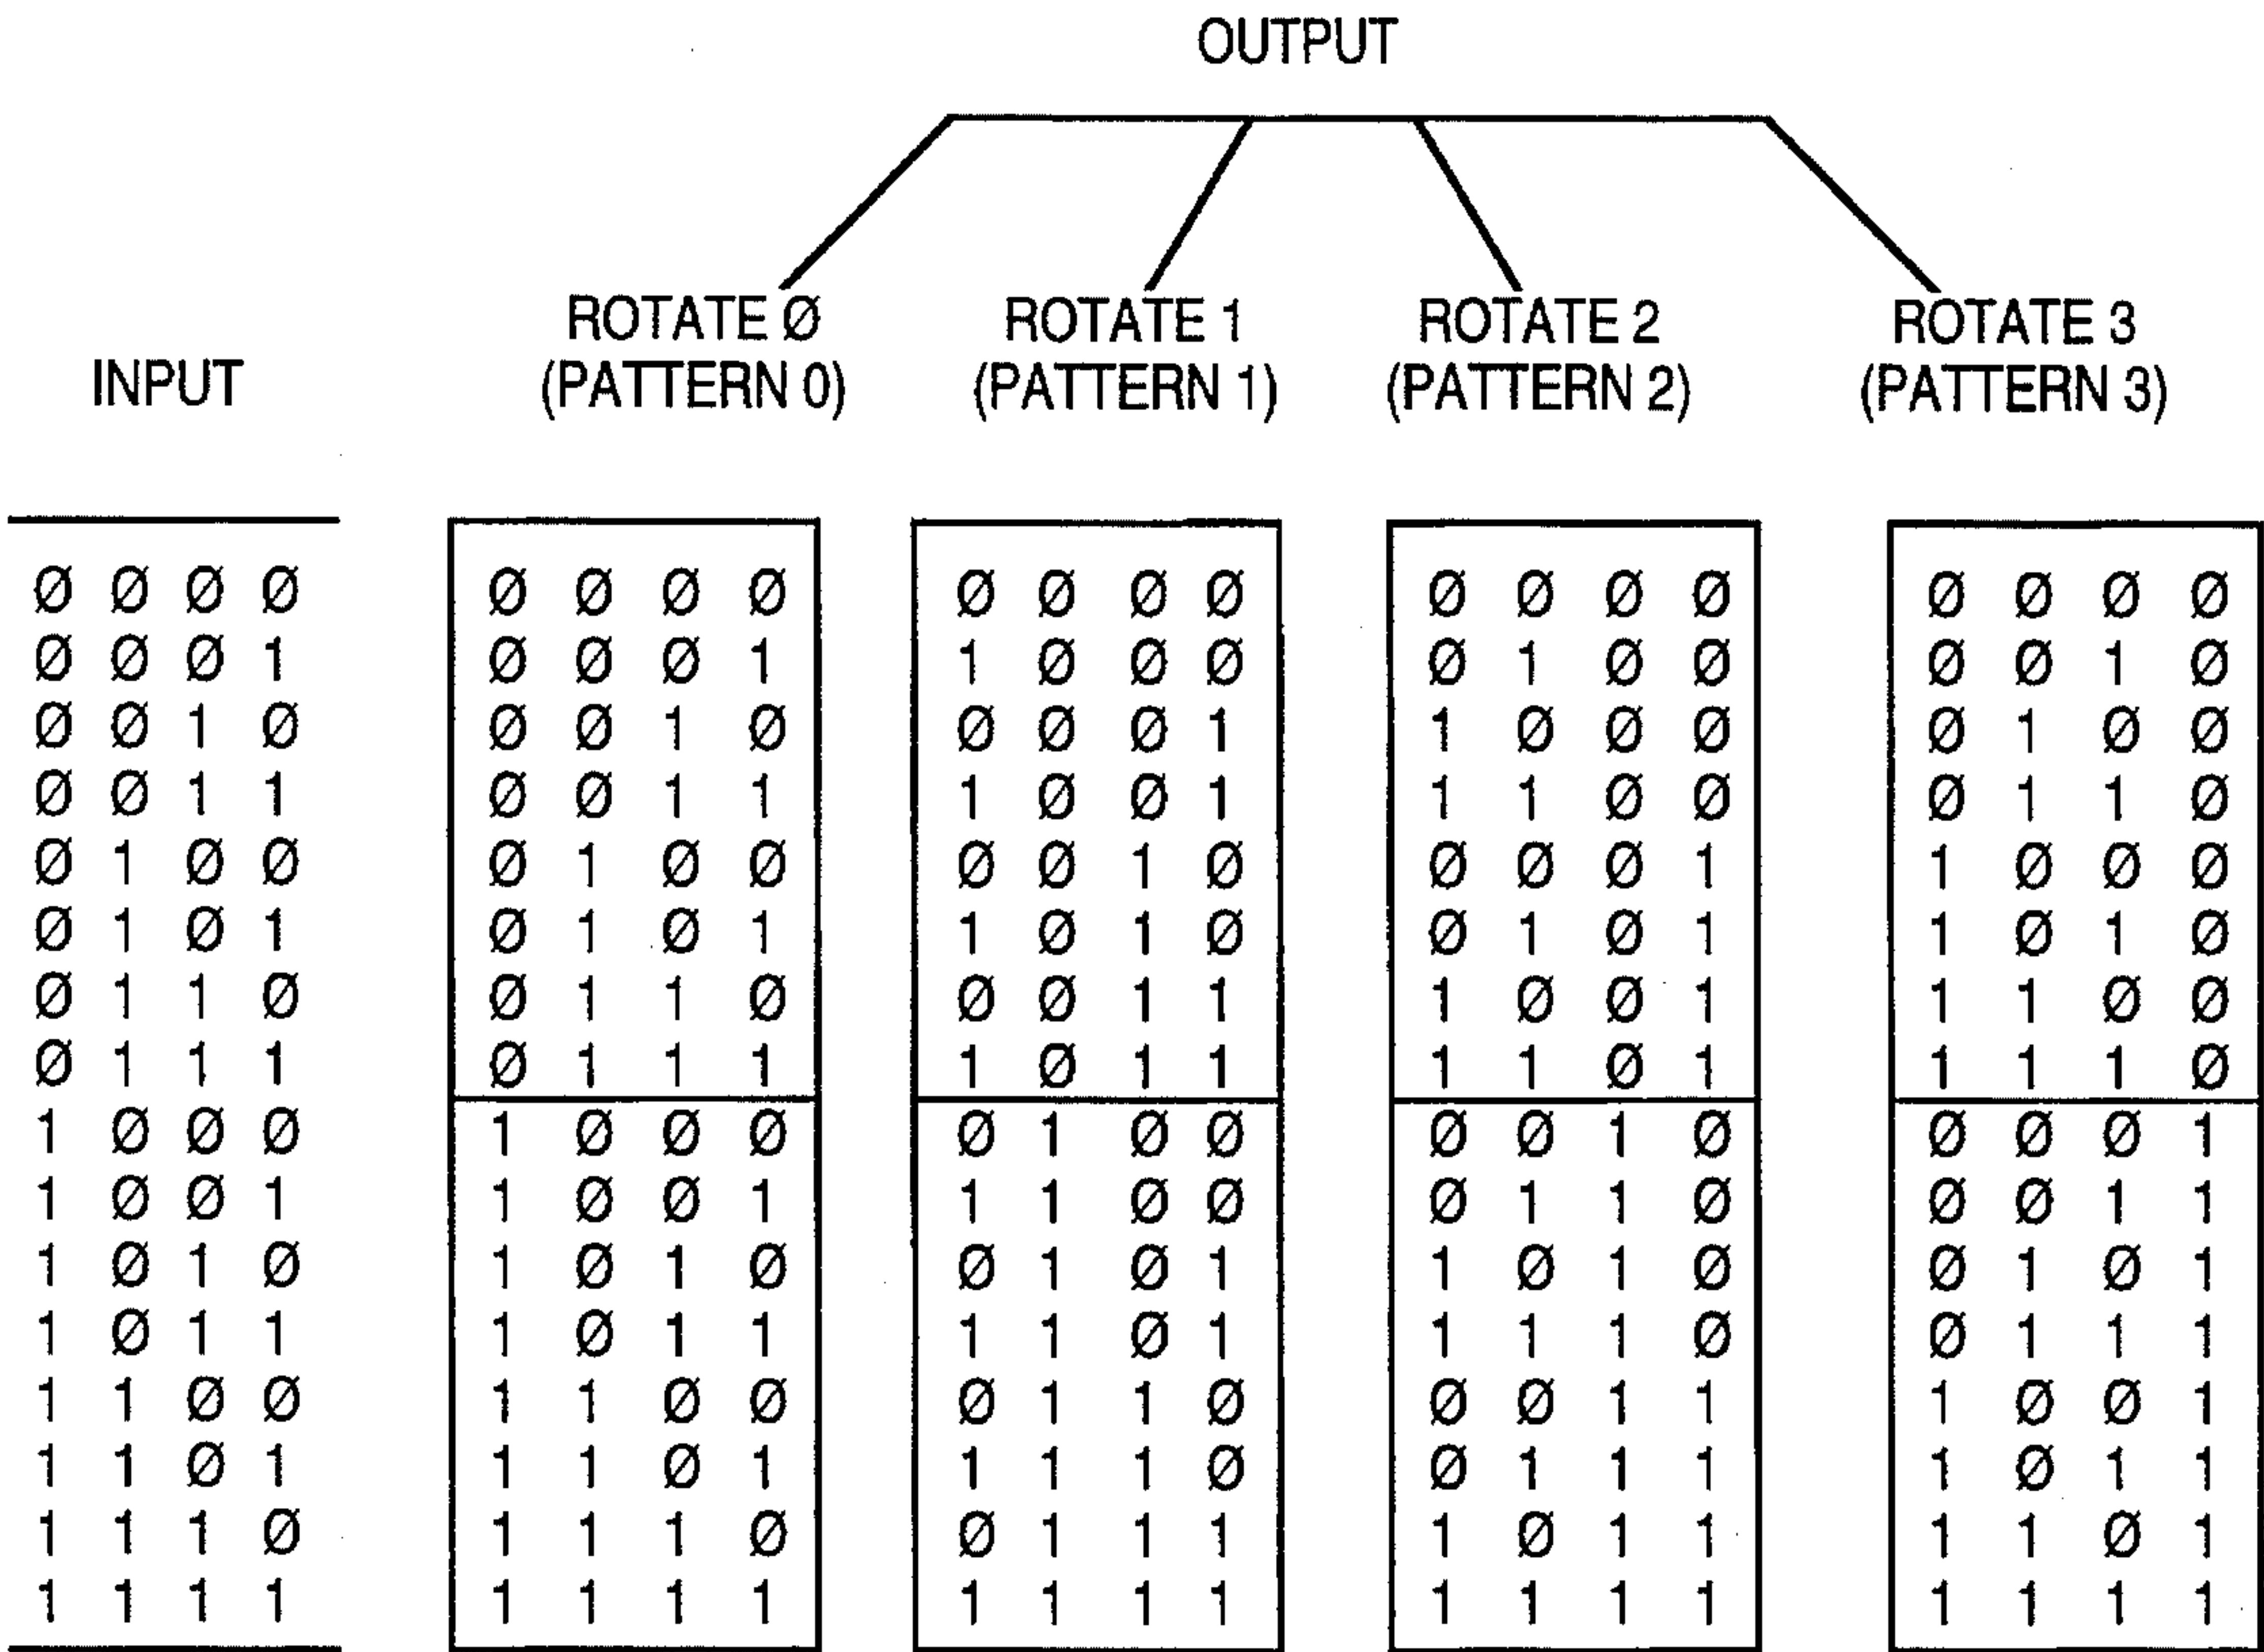 OUTPUT
ROTATE Ø ROTATE 1 ROTATE 2 ROTATE 3
INPUT (PATTERN 0) (PATTERN 1) (PATTERN 2) (PATTERN 3)
Ø Ø Ø Ø Ø Ø Ø Ø Ø Ø Ø Ø Ø Ø Ø Ø Ø Ø Ø Ø
Ø Ø Ø 1 Ø Ø Ø 1 1 Ø Ø Ø Ø 1 Ø Ø Ø Ø 1 Ø
Ø Ø 1 Ø Ø Ø 1 Ø Ø Ø Ø 1 1 Ø Ø Ø Ø 1 Ø Ø
Ø Ø 1 1 Ø Ø 1 1 1 Ø Ø 1 1 1 Ø Ø Ø 1 1 Ø
Ø 1 Ø Ø Ø 1 Ø Ø Ø Ø 1 Ø Ø Ø Ø 1 1 Ø Ø Ø
Ø 1 Ø 1 Ø 1 Ø 1 1 Ø 1 Ø Ø 1 Ø 1 1 Ø 1 Ø
Ø 1 1 Ø Ø 1 1 Ø Ø Ø 1 1 1 Ø Ø 1 1 1 Ø Ø
Ø 1 1 1 Ø 1 1 1 1 Ø 1 1 1 1 Ø 1 1 1 1 Ø
1 Ø Ø Ø 1 Ø Ø Ø Ø 1 Ø Ø Ø Ø 1 Ø Ø Ø Ø 1
1 Ø Ø 1 1 Ø Ø 1 1 1 Ø Ø Ø 1 1 Ø Ø Ø 1 1
1 Ø 1 Ø 1 Ø 1 Ø Ø 1 Ø 1 1 Ø 1 Ø Ø 1 Ø 1
1 Ø 1 1 1 Ø 1 1 1 1 Ø 1 1 1 1 Ø Ø 1 1 1
1 1 Ø Ø 1 1 Ø Ø Ø 1 1 Ø Ø Ø 1 1 1 Ø Ø 1
1 1 Ø 1 1 1 Ø 1 1 1 1 Ø Ø 1 1 1 1 Ø 1 1
1 1 1 Ø 1 1 1 Ø Ø 1 1 1 1 Ø 1 1 1 1 Ø 1
1 1 1 1 1 1 1 1 1 1 1 1 1 1 1 1 1 1 1 1